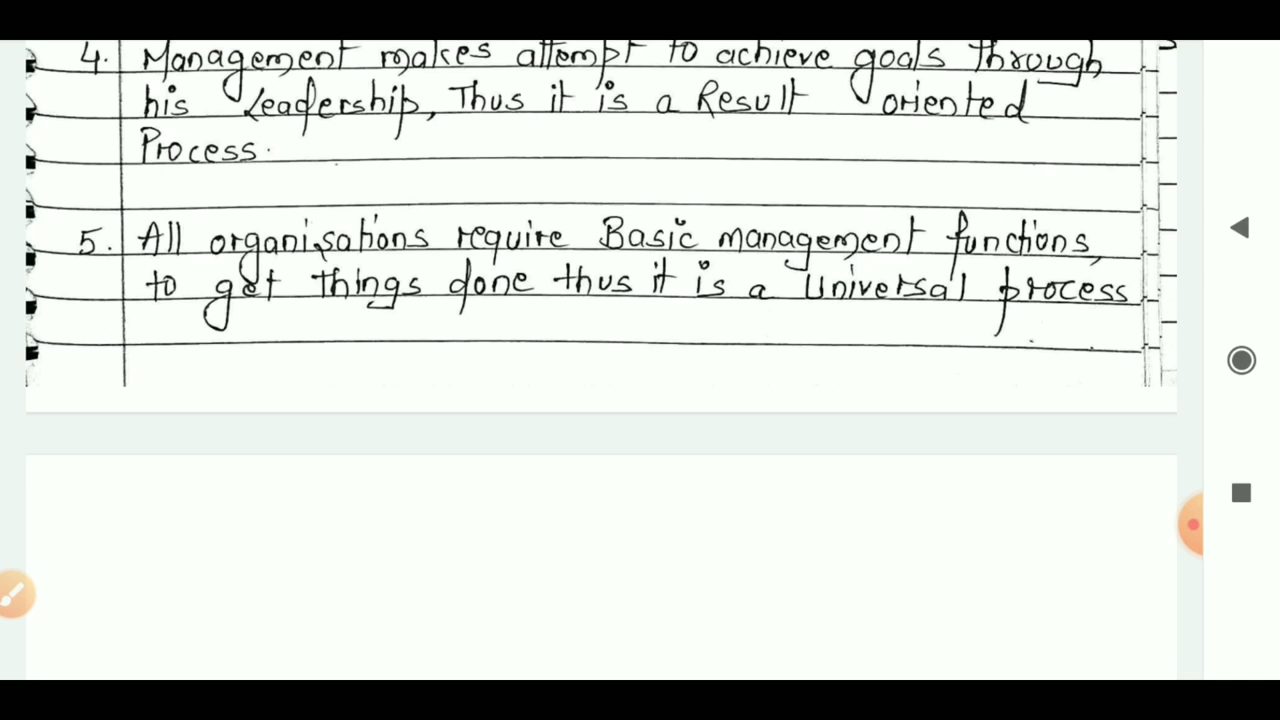 4. Management makes attempt to achieve goals through
his Leadership, Thus it is a Result oriented
Process.
5. All organisations require Basic management functions,
to get things done thus it is a Universal process